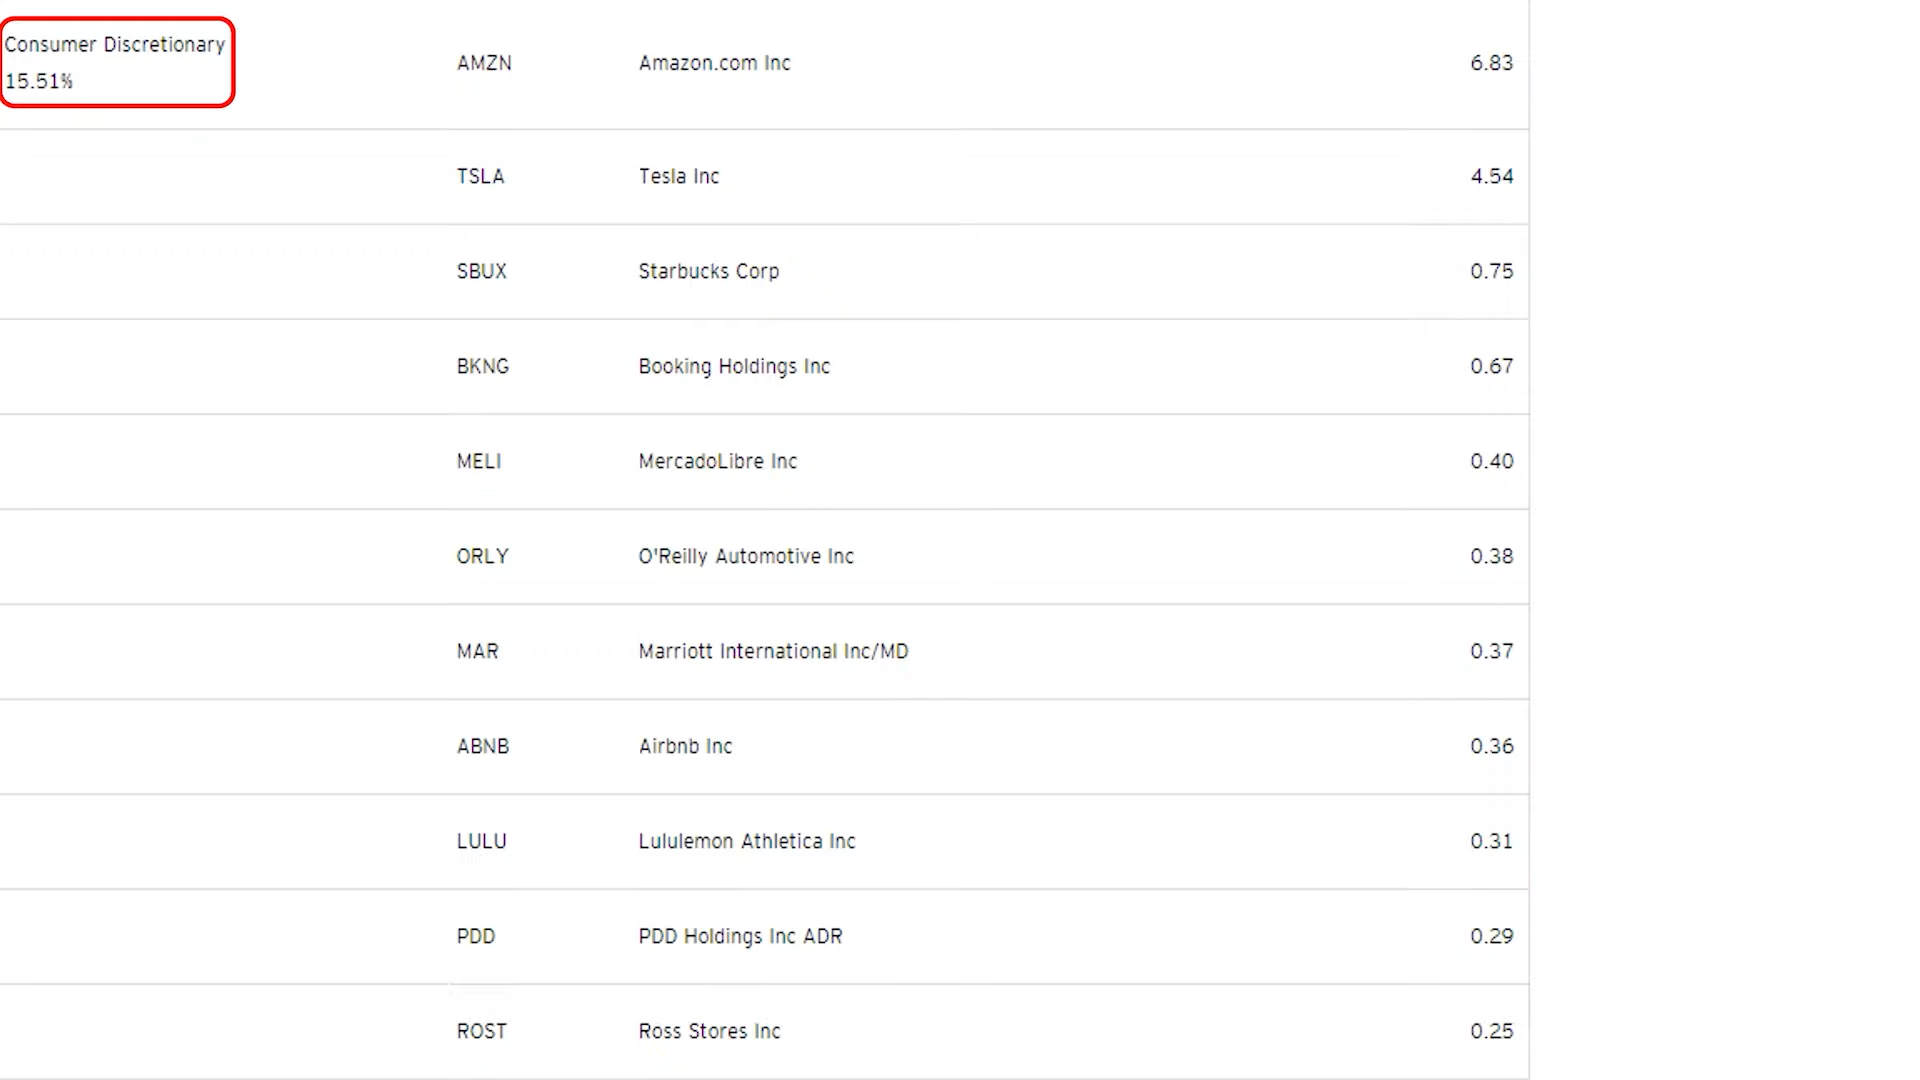 Consumer Discretionary
15.51%
AMZN Amazon.com Inc 6.83
TSLA Tesla Inc 4.54
SBUX Starbucks Corp 0.75
BKNG Booking Holdings Inc 0.67
MELI MercadoLibre Inc 0.40
ORLY O'Reilly Automotive Inc 0.38
MAR Marriott International Inc/MD 0.37
ABNB Airbnb Inc 0.36
LULU Lululemon Athletica Inc 0.31
PDD PDD Holdings Inc ADR 0.29
ROST Ross Stores Inc 0.25